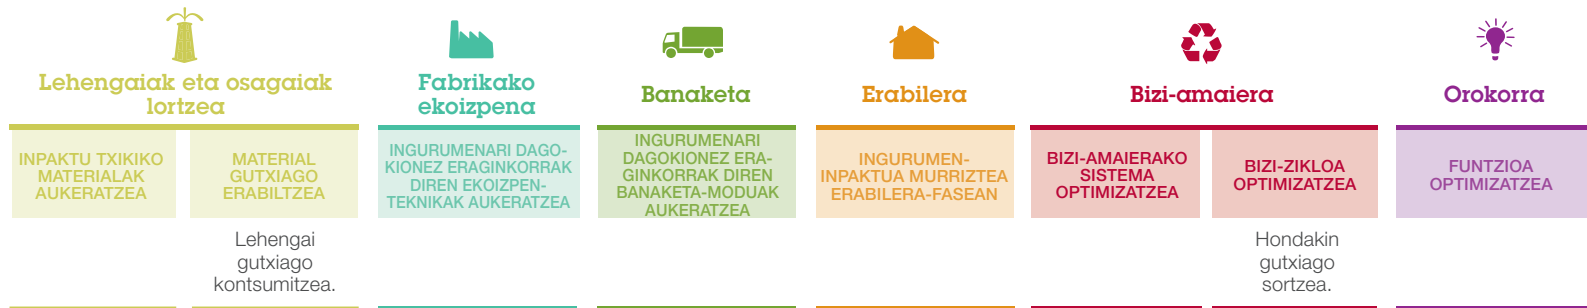 Lehengaiak eta osagaiak
lortzea
Fabrikako
ekoizpena
Banaketa
Erabilera
Bizi-amaiera
Orokorra
INPAKTU TXIKIKO
MATERIALAK
AUKERATZEA
MATERIAL
GUTXIAGO
ERABILTZEA
INGURUMENARI DAGO-
KIONEZ ERAGINKORRAK
DIREN EKOIZPEN-
TEKNIKAK AUKERATZEA
INGURUMENARI
DAGOKIONEZ ERA-
GINKORRAK DIREN
BANAKETA-MODUAK
AUKERATZEA
INGURUMEN-
INPAKTUA MURRIZTEA
ERABILERA-FASEAN
BIZI-AMAIERAKO
SISTEMA
OPTIMIZATZEA
BIZI-ZIKLOA
OPTIMIZATZEA
FUNTZIOA
OPTIMIZATZEA
Lehengai
gutxiago
kontsumitzea.
Hondakin
gutxiago
sortzea.